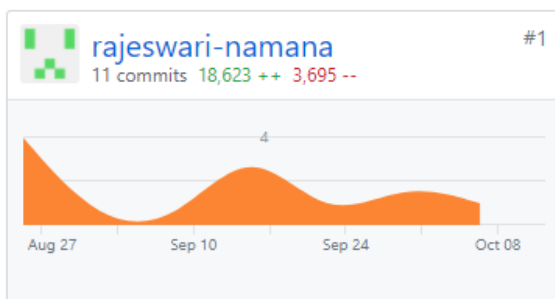 rajeswari-namana #1
11 commits 18,623 ++ 3,695 --
4
Aug 27 Sep 10 Sep 24 Oct 08